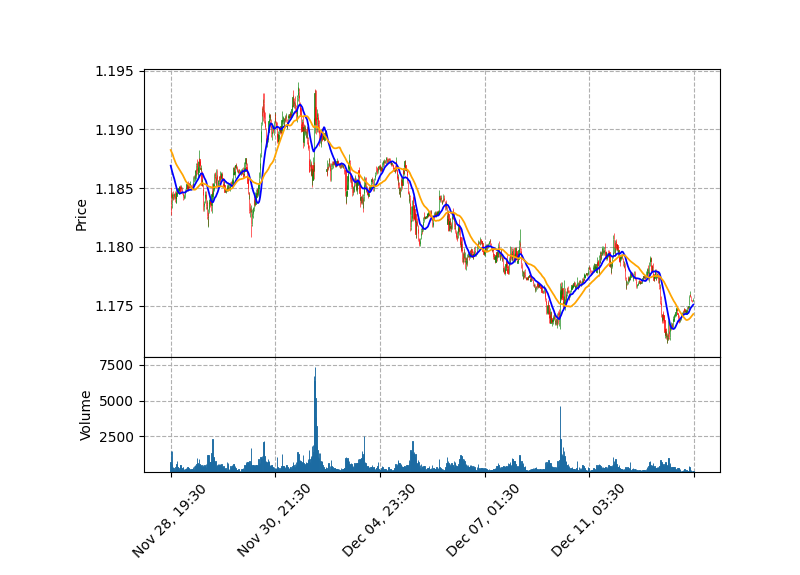 1.195
1.190
1.185
1.180
1.175
Price
7500
5000
2500
Volume
Nov 28, 19:30
Nov 30, 21:30
Dec 04, 23:30
Dec 07, 01:30
Dec 11, 03:30